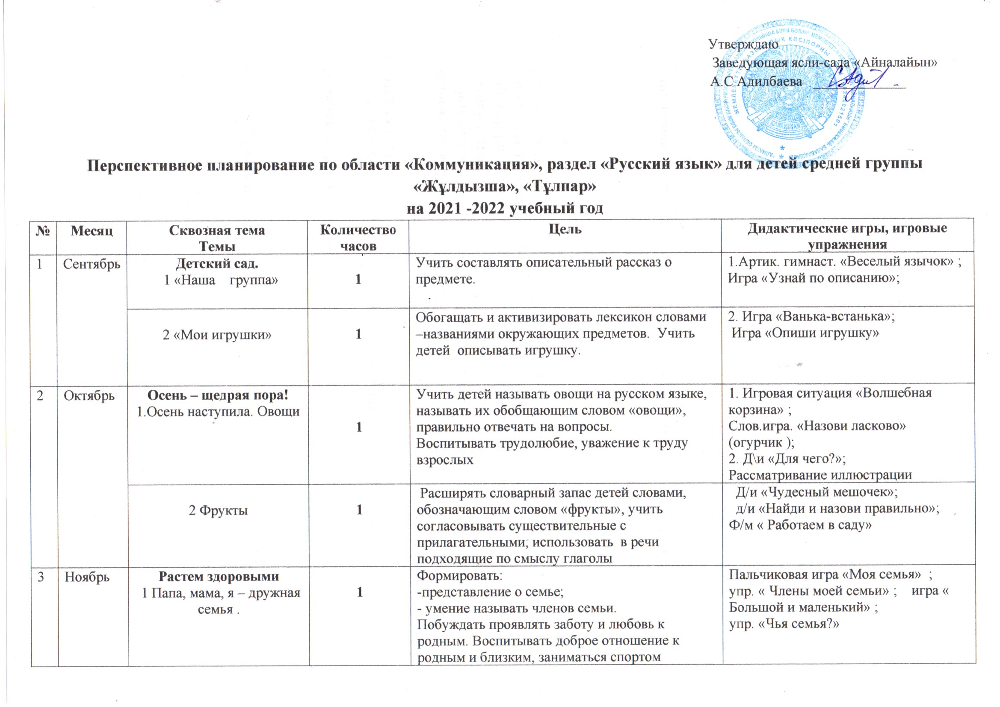 Утверждаю
Заведующая ясли-сада «Айналайын»
А.С Адилбаева
ҚАЗАҚСТАН
Перспективное планирование по области «Коммуникация», раздел «Русский язык» для детей средней группы
«Жұлдызша», «Тұлпар»
на 2021 -2022 учебный год
№ Месяц Сквозная тема Количество Цель Дидактические игры, игровые
Темы часов упражнения
1 Сентябрь Детский сад.
1 «Наша группа»
1
Учить составлять описательный рассказ о
предмете.
1.Артик. гимнаст. «Веселый язычок» ;
Игра «Узнай по описанию»;
2 «Мои игрушки»
1
Обогащать и активизировать лексикон словами
–названиями окружающих предметов. Учить
детей описывать игрушку.
2. Игра «Ванька-встанька»;
Игра «Опиши игрушку»
2 Октябрь Осень – щедрая пора!
1.Осень наступила. Овощи
1
Учить детей называть овощи на русском языке,
называть их обобщающим словом «овощи»,
правильно отвечать на вопросы.
Воспитывать трудолюбие, уважение к труду
взрослых
1. Игровая ситуация «Волшебная
корзина» ;
Слов.игра. «Назови ласково»
(огурчик );
2. Д\и «Для чего?»;
Рассматривание иллюстрации
2 Фрукты
1
Расширять словарный запас детей словами,
обозначающим словом «фрукты», учить
согласовывать существительные с
прилагательными, использовать в речи
подходящие по смыслу глаголы
Д/и «Чудесный мешочек»;
д/и «Найди и назови правильно»;
Ф/м « Работаем в саду»
3 Ноябрь Растем здоровыми
1 Папа, мама, я – дружная
семья .
1
Формировать:
-представление о семье;
- умение называть членов семьи.
Побуждать проявлять заботу и любовь к
родным. Воспитывать доброе отношение к
родным и близким, заниматься спортом
Пальчиковая игра «Моя семья» ;
упр. « Члены моей семьи» ; игра «
Большой и маленький» ;
упр. «Чья семья?»